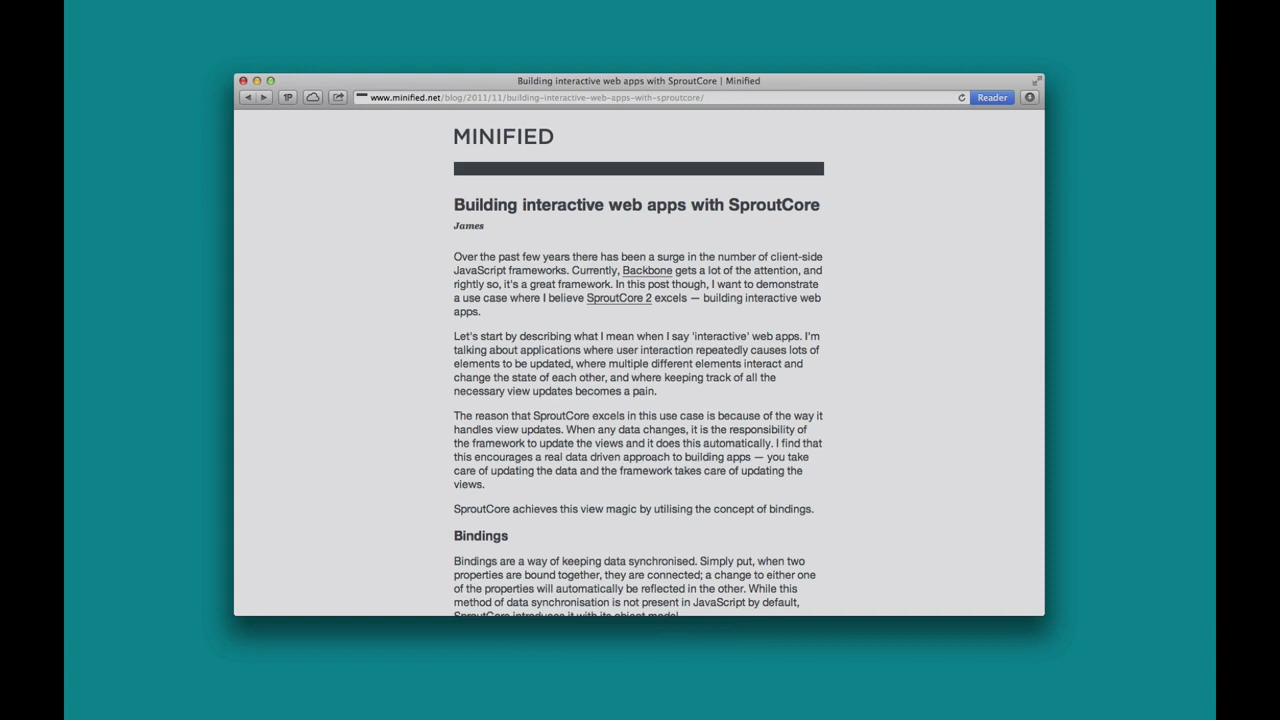 Building interactive web apps with SproutCore | Minified
1P
www.minified.net/blog/2011/11/building-interactive-web-apps-with-sproutcore/
Reader
MINIFIED
Building interactive web apps with SproutCore
James
Over the past few years there has been a surge in the number of client-side
JavaScript frameworks. Currently, Backbone gets a lot of the attention, and
rightly so, it's a great framework. In this post though, I want to demonstrate
a use case where I believe SproutCore 2 excels — building interactive web
apps.
Let's start by describing what I mean when I say 'interactive' web apps. I'm
talking about applications where user interaction repeatedly causes lots of
elements to be updated, where multiple different elements interact and
change the state of each other, and where keeping track of all the
necessary view updates becomes a pain.
The reason that SproutCore excels in this use case is because of the way it
handles view updates. When any data changes, it is the responsibility of
the framework to update the views and it does this automatically. I find that
this encourages a real data driven approach to building apps — you take
care of updating the data and the framework takes care of updating the
views.
SproutCore achieves this view magic by utilising the concept of bindings.
Bindings
Bindings are a way of keeping data synchronised. Simply put, when two
properties are bound together, they are connected; a change to either one
of the properties will automatically be reflected in the other. While this
method of data synchronisation is not present in JavaScript by default,
SproutCore introduces it with its object model